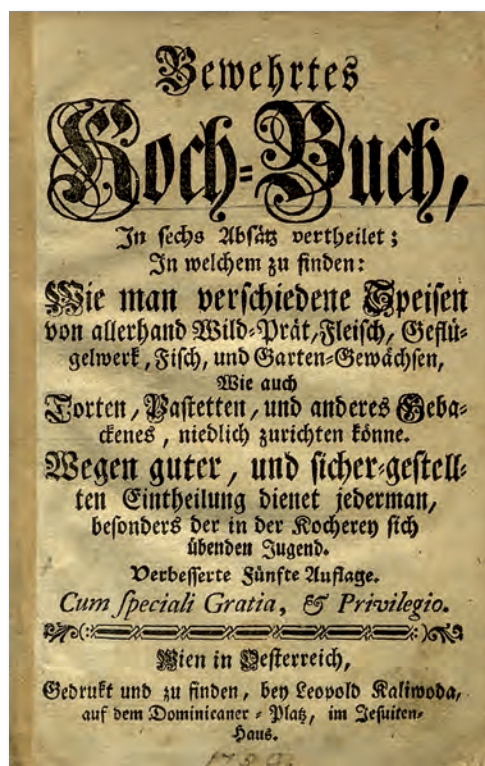 Bewehrtes
Koch-Buch,
In sechs Absätz vertheilet;
In welchem zu finden:
Wie man verschiedene Speisen
von allerhand Wild-Prät, Fleisch, Geflü-
gelwerk, Fisch, und Garten-Gewächsen,
Wie auch
Torten, Pastetten, und anderes Geba-
ckenes, niedlich zurichten könne.
Wegen guter, und sicher-gestell-
ten Eintheilung dienet jederman,
besonders der in der Kocherey sich
übenden Jugend.
Verbesserte Fünfte Auflage.
Cum speciali Gratia, & Privilegio.
Wien in Oesterreich,
Gedrukt und zu finden, bey Leopold Kaliwoda,
auf dem Dominicaner-Platz, im Jesuiten-
Haus.